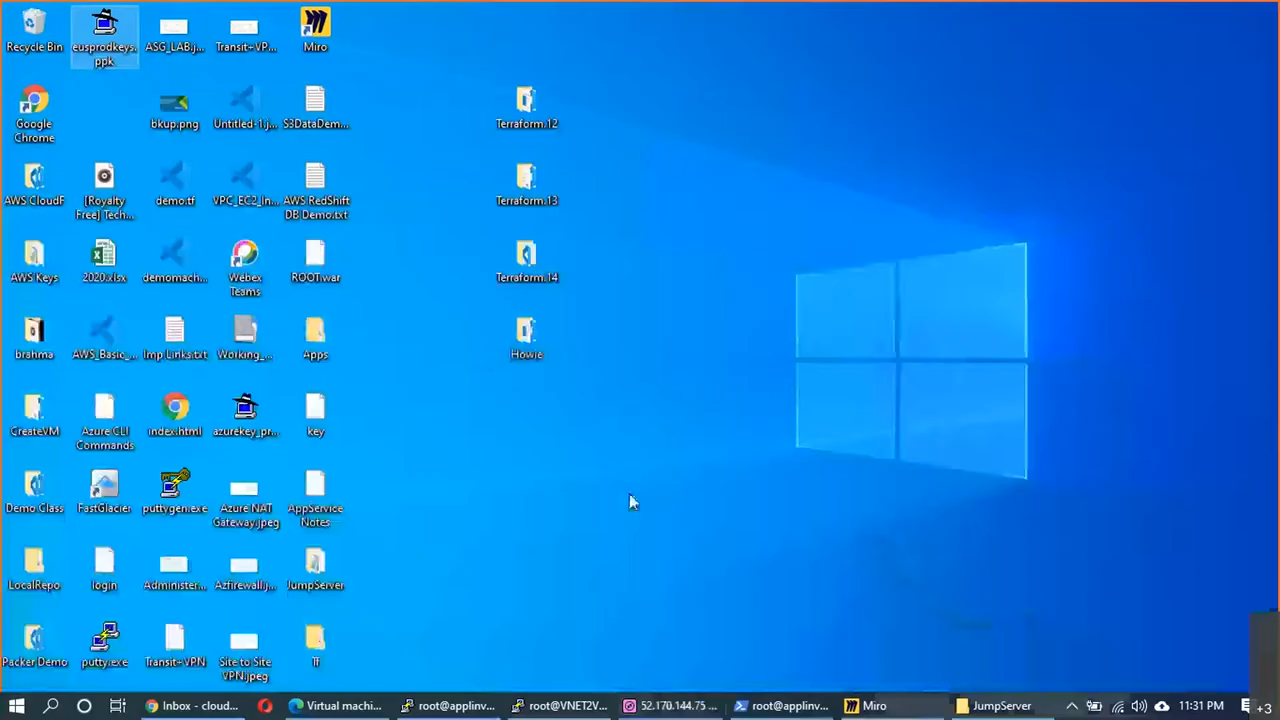 Recycle Bin
eusprodkeys.
ppk
ASG_LAB.j...
Transit+VP...
Miro
Google
Chrome
bkup.png
Untitled-1.j...
S3DataDem...
Terraform.12
AWS CloudF
[Royalty
Free] Tech...
demo.tf
VPC_EC2_In...
AWS RedShift
DB Demo.txt
Terraform.13
AWS Keys
2020.xlsx
demomach...
Webex
Teams
ROOT.war
Terraform.14
brahma
AWS_Basic_...
Imp Links.txt
Working_...
Apps
Howie
CreateVM
Azure CLI
Commands
index.html
azurekey_pr...
key
Demo Class
FastGlacier
puttygen.exe
Azure NAT
Gateway.jpeg
AppService
Notes
LocalRepo
login
Administer...
Azfirewall.j...
JumpServer
Packer Demo
putty.exe
Transit+VPN
Site to Site
VPN.jpeg
Tf
Inbox - cloud...
Virtual machi...
root@applinv...
root@VNET2V...
52.170.144.75 ...
root@applinv...
Miro
JumpServer
11:31 PM
+3